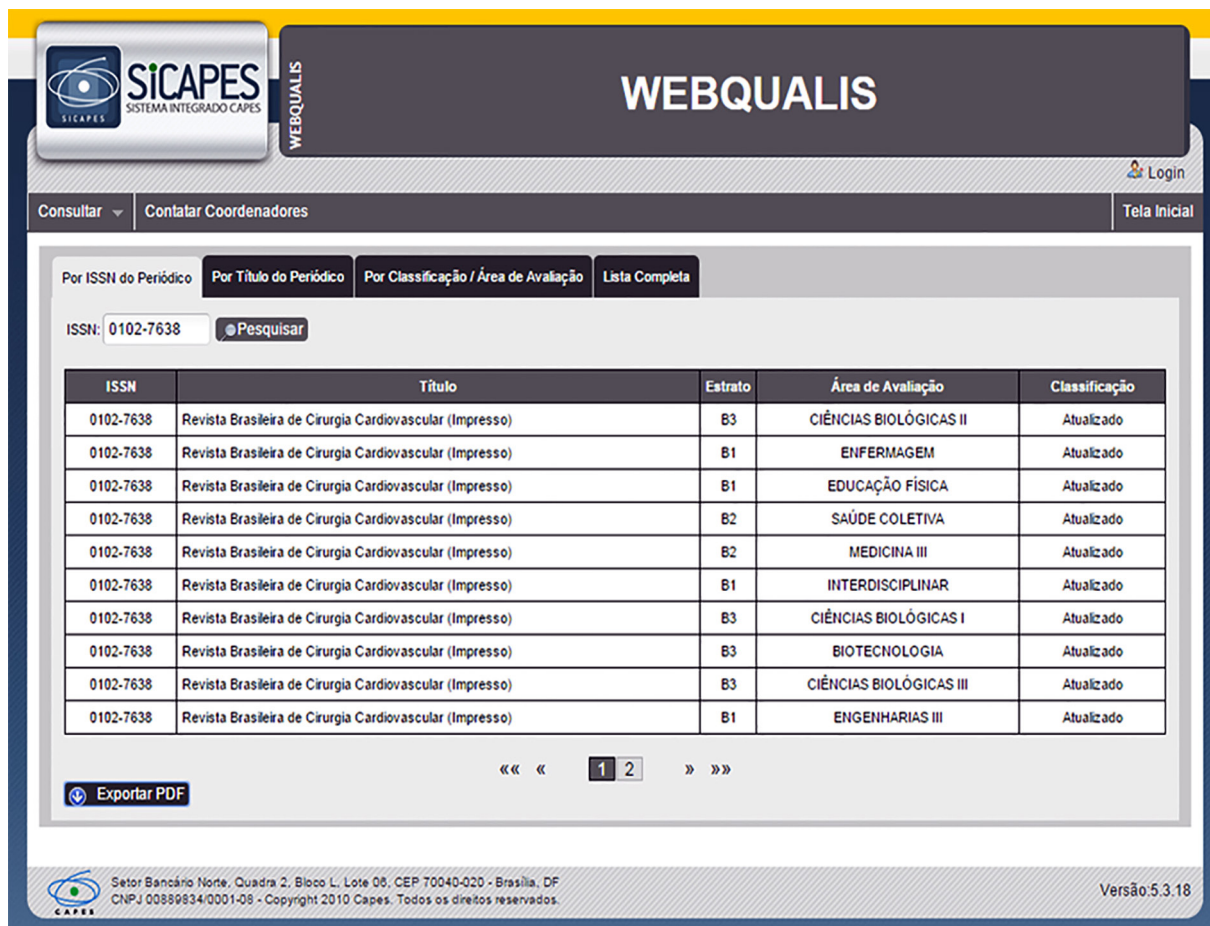 SiCAPES
SISTEMA INTEGRADO CAPES
SICAPES
WEBQUALIS
WEBQUALIS
Login
Consultar
Contatar Coordenadores
Tela Inicial
Por ISSN do Periódico
Por Título do Periódico
Por Classificação / Área de Avaliação
Lista Completa
ISSN: 0102-7638 Pesquisar
ISSN Título Estrato Área de Avaliação Classificação
0102-7638 Revista Brasileira de Cirurgia Cardiovascular (Impresso) B3 CIÊNCIAS BIOLÓGICAS II Atualizado
0102-7638 Revista Brasileira de Cirurgia Cardiovascular (Impresso) B1 ENFERMAGEM Atualizado
0102-7638 Revista Brasileira de Cirurgia Cardiovascular (Impresso) B1 EDUCAÇÃO FÍSICA Atualizado
0102-7638 Revista Brasileira de Cirurgia Cardiovascular (Impresso) B2 SAÚDE COLETIVA Atualizado
0102-7638 Revista Brasileira de Cirurgia Cardiovascular (Impresso) B2 MEDICINA III Atualizado
0102-7638 Revista Brasileira de Cirurgia Cardiovascular (Impresso) B1 INTERDISCIPLINAR Atualizado
0102-7638 Revista Brasileira de Cirurgia Cardiovascular (Impresso) B3 CIÊNCIAS BIOLÓGICAS I Atualizado
0102-7638 Revista Brasileira de Cirurgia Cardiovascular (Impresso) B3 BIOTECNOLOGIA Atualizado
0102-7638 Revista Brasileira de Cirurgia Cardiovascular (Impresso) B3 CIÊNCIAS BIOLÓGICAS III Atualizado
0102-7638 Revista Brasileira de Cirurgia Cardiovascular (Impresso) B1 ENGENHARIAS III Atualizado
«« « 1 2 » »»
Exportar PDF
Setor Bancário Norte, Quadra 2, Bloco L, Lote 06, CEP 70040-020 - Brasília, DF
CNPJ 00889834/0001-08 - Copyright 2010 Capes. Todos os direitos reservados.
CAPES
Versão:5.3.18